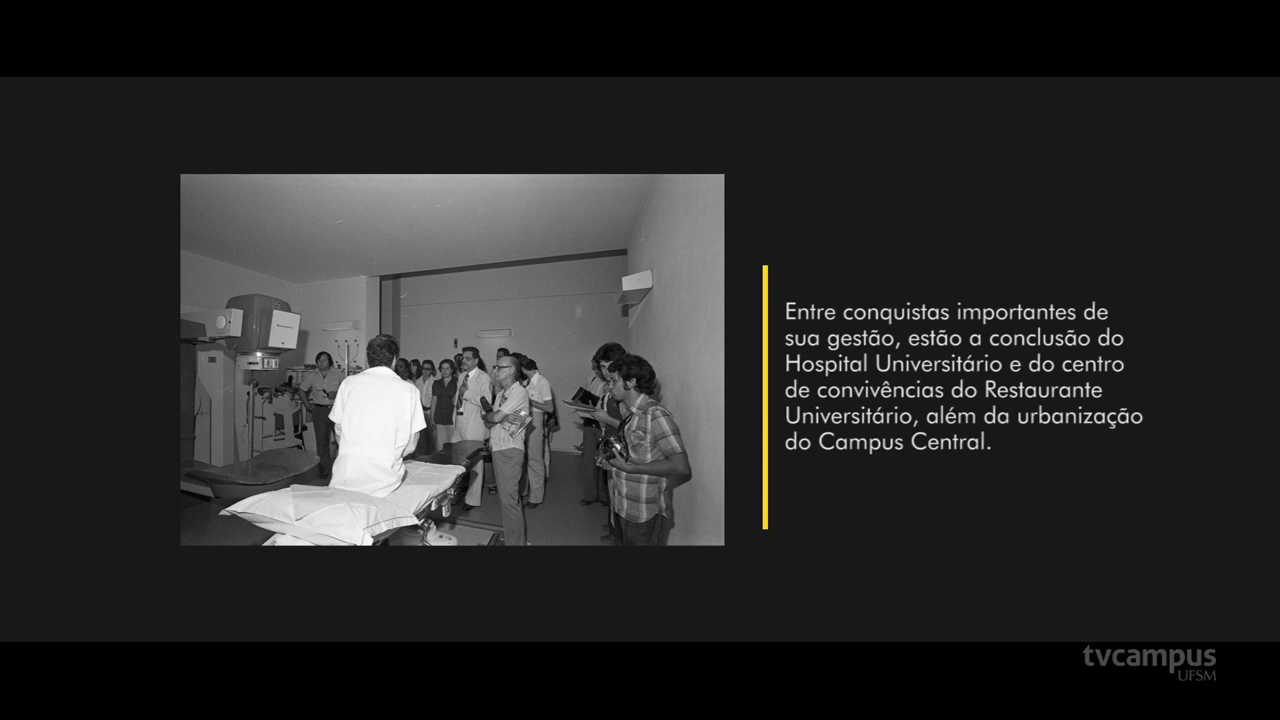 Entre conquistas importantes de
sua gestão, estão a conclusão do
Hospital Universitário e do centro
de convivências do Restaurante
Universitário, além da urbanização
do Campus Central.
tvcampus
UFSM